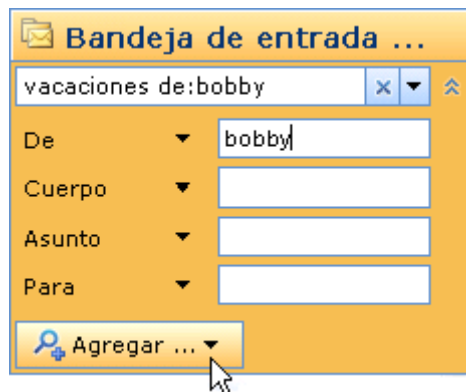 Bandeja de entrada ...
vacaciones de:bobby
De bobby
Cuerpo
Asunto
Para
Agregar ...